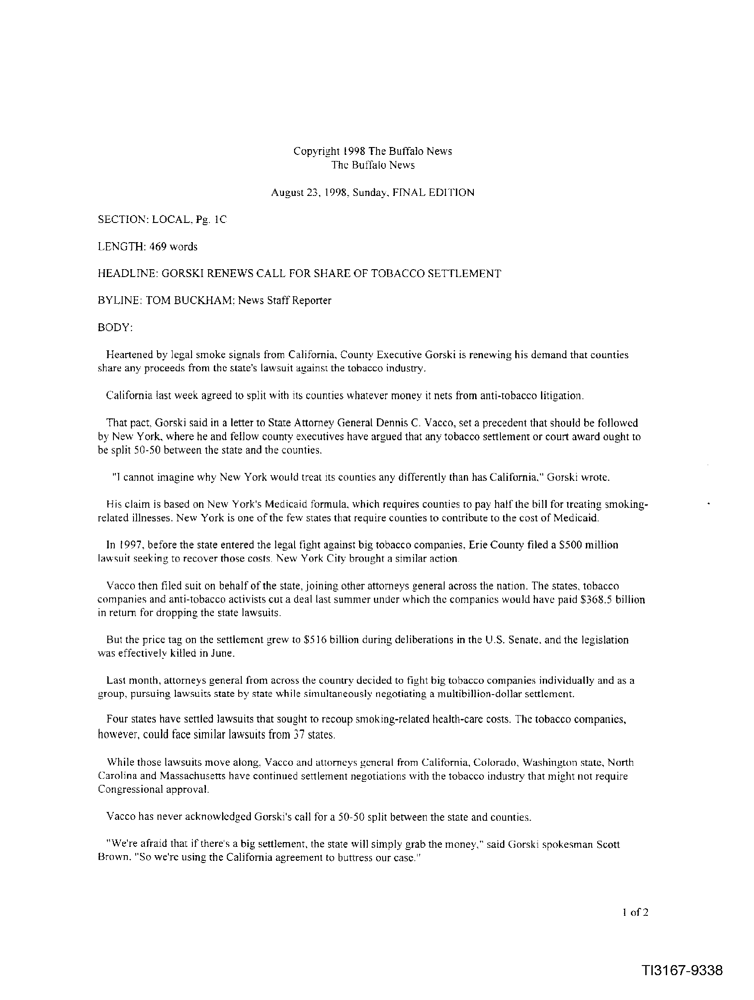 Copyright 1998 The Buffalo News
The Buffalo News
August 23, 1998, Sunday, FINAL EDITION
SECTION: LOCAL, Pg. 1C
LENGTH: 469 words
HEADLINE: GORSKI RENEWS CALL FOR SHARE OF TOBACCO SETTLEMENT
BYLINE: TOM BUCKHAM; News Staff Reporter
BODY:
Heartened by legal smoke signals from California, County Executive Gorski is renewing his demand that counties
share any proceeds from the state's lawsuit against the tobacco industry.
California last week agreed to split with its counties whatever money it nets from anti-tobacco litigation.
That pact, Gorski said in a letter to State Attorney General Dennis C. Vacco, set a precedent that should be followed
by New York, where he and fellow county executives have argued that any tobacco settlement or court award ought to
be split 50-50 between the state and the counties.
"I cannot imagine why New York would treat its counties any differently than has California," Gorski wrote.
His claim is based on New York's Medicaid formula, which requires counties to pay half the bill for treating smoking-
related illnesses. New York is one of the few states that require counties to contribute to the cost of Medicaid.
In 1997, before the state entered the legal fight against big tobacco companies, Erie County filed a $500 million
lawsuit seeking to recover those costs. New York City brought a similar action.
Vacco then filed suit on behalf of the state, joining other attorneys general across the nation. The states, tobacco
companies and anti-tobacco activists cut a deal last summer under which the companies would have paid $368.5 billion
in return for dropping the state lawsuits.
But the price tag on the settlement grew to $516 billion during deliberations in the U.S. Senate, and the legislation
was effectively killed in June.
Last month, attorneys general from across the country decided to fight big tobacco companies individually and as a
group, pursuing lawsuits state by state while simultaneously negotiating a multibillion-dollar settlement.
Four states have settled lawsuits that sought to recoup smoking-related health-care costs. The tobacco companies,
however, could face similar lawsuits from 37 states.
While those lawsuits move along, Vacco and attorneys general from California, Colorado, Washington state, North
Carolina and Massachusetts have continued settlement negotiations with the tobacco industry that might not require
Congressional approval.
Vacco has never acknowledged Gorski's call for a 50-50 split between the state and counties.
"We're afraid that if there's a big settlement, the state will simply grab the money," said Gorski spokesman Scott
Brown. "So we're using the California agreement to buttress our case."
1 of 2
TI3167-9338